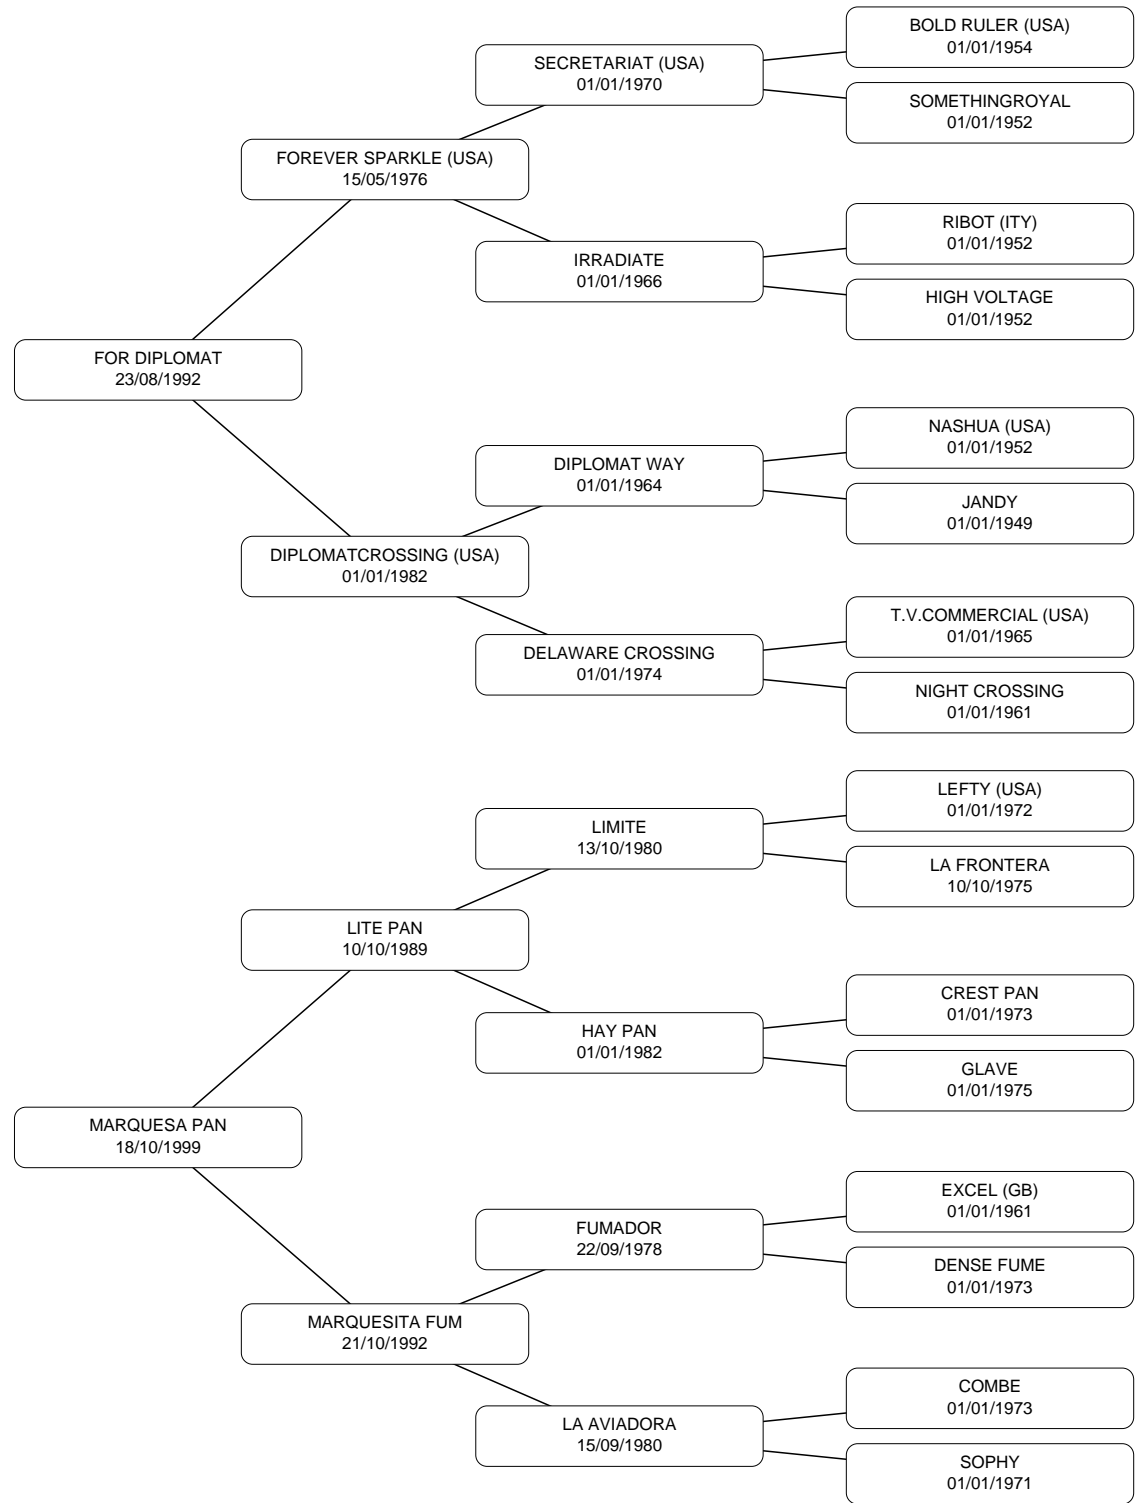 BOLD RULER (USA)
01/01/1954
SECRETARIAT (USA)
01/01/1970
SOMETHINGROYAL
01/01/1952
FOREVER SPARKLE (USA)
15/05/1976
RIBOT (ITY)
01/01/1952
IRRADIATE
01/01/1966
HIGH VOLTAGE
01/01/1952
FOR DIPLOMAT
23/08/1992
NASHUA (USA)
01/01/1952
DIPLOMAT WAY
01/01/1964
JANDY
01/01/1949
DIPLOMATCROSSING (USA)
01/01/1982
T.V.COMMERCIAL (USA)
01/01/1965
DELAWARE CROSSING
01/01/1974
NIGHT CROSSING
01/01/1961
LEFTY (USA)
01/01/1972
LIMITE
13/10/1980
LA FRONTERA
10/10/1975
LITE PAN
10/10/1989
CREST PAN
01/01/1973
HAY PAN
01/01/1982
GLAVE
01/01/1975
MARQUESA PAN
18/10/1999
EXCEL (GB)
01/01/1961
FUMADOR
22/09/1978
DENSE FUME
01/01/1973
MARQUESITA FUM
21/10/1992
COMBE
01/01/1973
LA AVIADORA
15/09/1980
SOPHY
01/01/1971